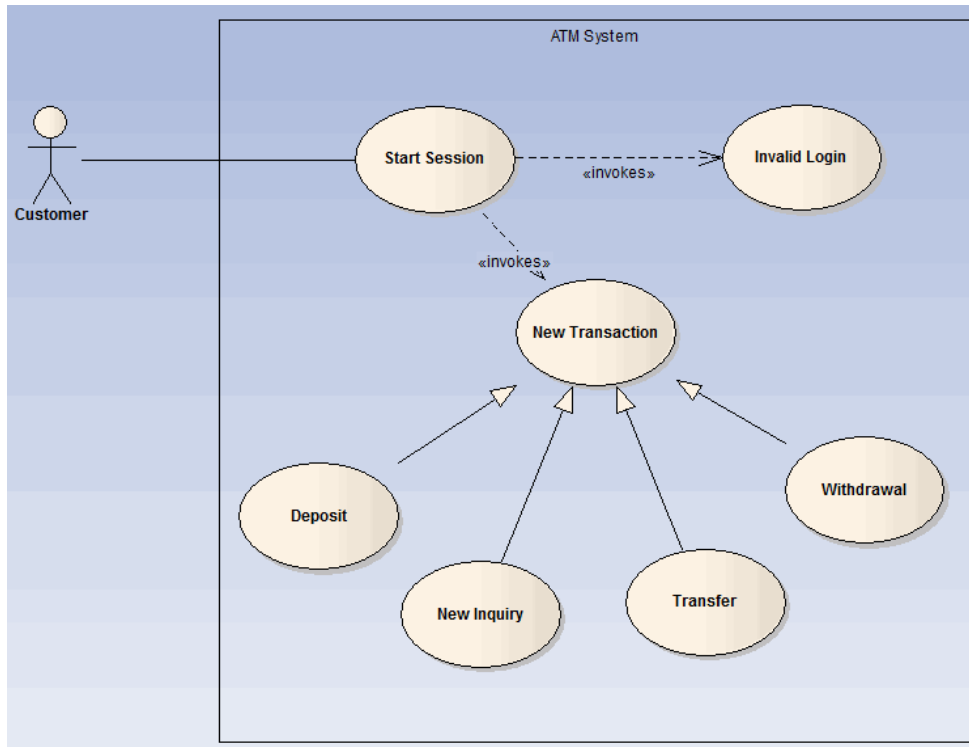 ATM System
Start Session
Invalid Login
«invokes»
Customer
«invokes»
New Transaction
Withdrawal
Deposit
Transfer
New Inquiry